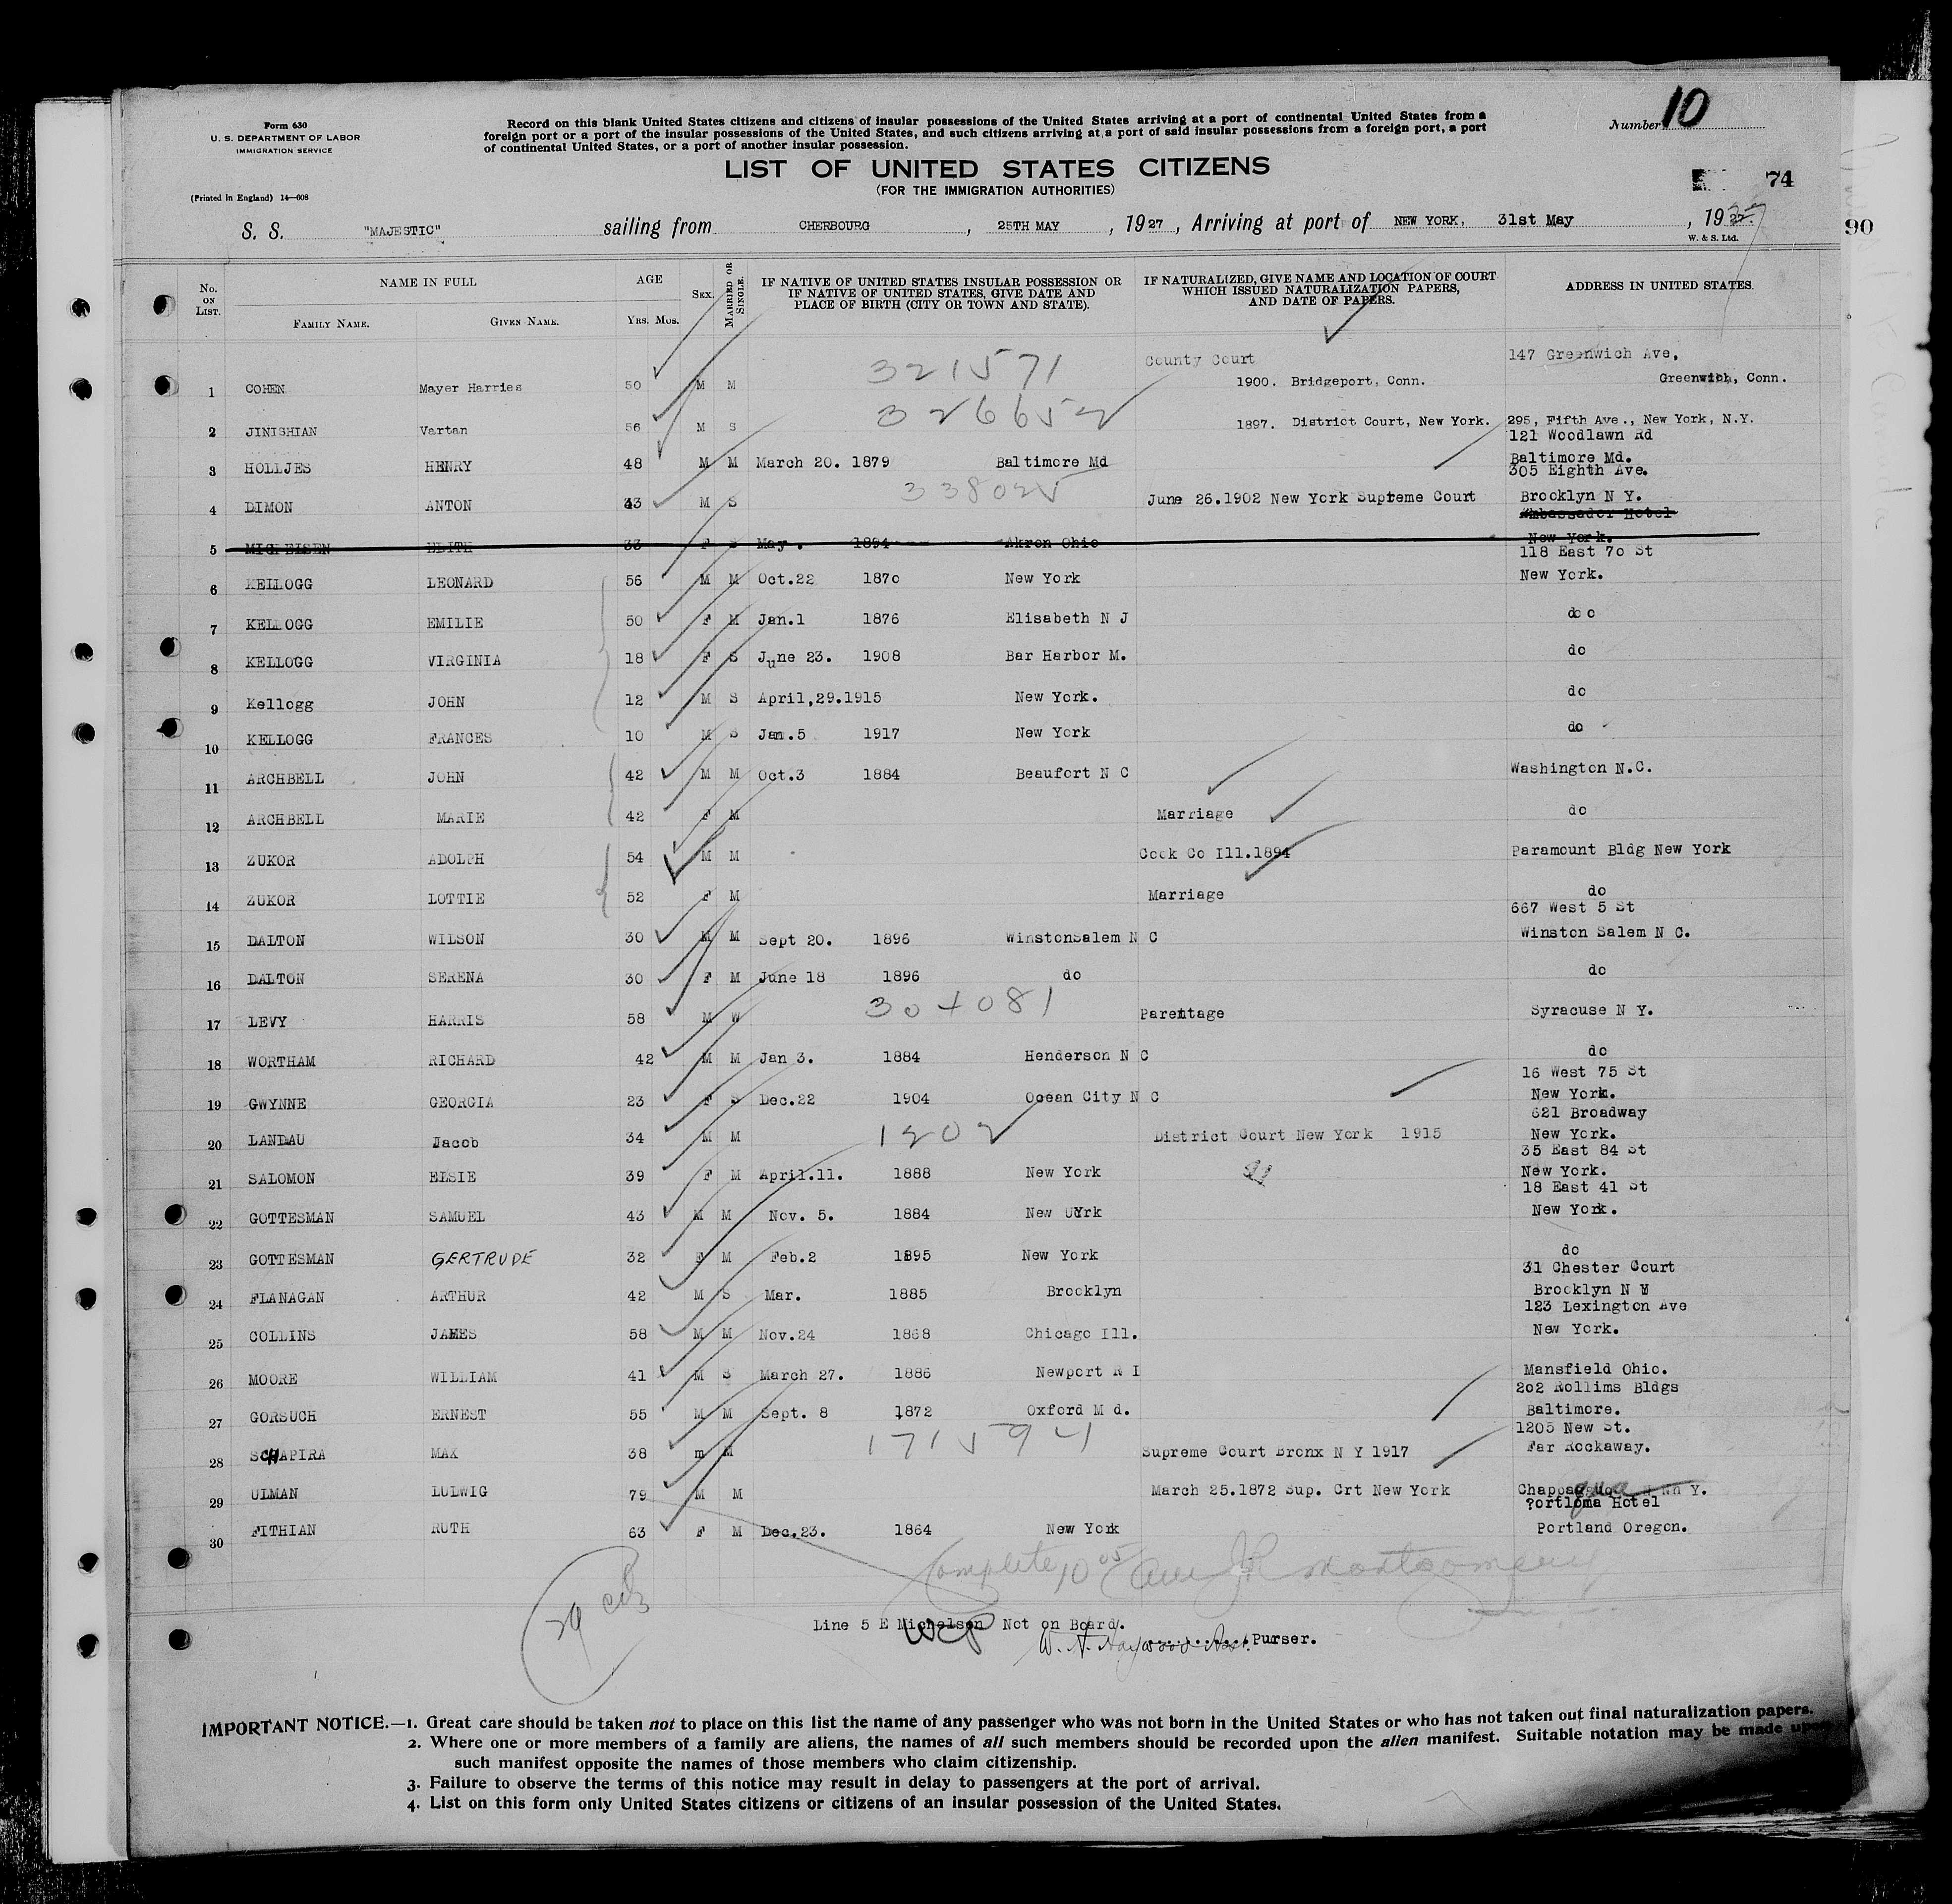 Form 630
U. S. DEPARTMENT OF LABOR
IMMIGRATION SERVICE
(Printed in England) 14—608
Record on this blank United States citizens and citizens of insular possessions of the United States arriving at a port of continental United States from a
foreign port or a port of the insular possessions of the United States, and such citizens arriving at a port of said insular possessions from a foreign port, a port
of continental United States, or a port of another insular possession.
Number 10
LIST OF UNITED STATES CITIZENS
(FOR THE IMMIGRATION AUTHORITIES)
74
S. S. "MAJESTIC" sailing from CHERBOURG, 25TH MAY, 1927, Arriving at port of NEW YORK, 31st May, 1927
W. & S. Ltd.
90
No. ON LIST. NAME IN FULL FAMILY NAME. GIVEN NAME. AGE YRS. MOS. SEX. MARRIED OR SINGLE. IF NATIVE OF UNITED STATES INSULAR POSSESSION OR IF NATIVE OF UNITED STATES, GIVE DATE AND PLACE OF BIRTH (CITY OR TOWN AND STATE). IF NATURALIZED, GIVE NAME AND LOCATION OF COURT WHICH ISSUED NATURALIZATION PAPERS, AND DATE OF PAPERS. ADDRESS IN UNITED STATES.
1 COHEN Mayer Harries 50 M M 321571 County Court 1900. Bridgeport, Conn. 147 Greenwich Ave, Greenwich, Conn.
2 JINISHIAN Vartan 56 M S 326652 1897. District Court, New York. 295, Fifth Ave., New York, N.Y.
3 HOLLJES HENRY 48 M M March 20. 1879 Baltimore Md 121 Woodlawn Rd Baltimore Md.
4 DIMON ANTON 43 M S 338025 June 26.1902 New York Supreme Court 305 Eighth Ave. Brooklyn N Y.
5 MICHELSEN EDITH 33 F S May. 1894 Akron Ohio Ambassador Hotel New York.
6 KELLOGG LEONARD 56 M M Oct.22 1870 New York 118 East 70 St New York.
7 KELLOGG EMILIE 50 F M Jan.1 1876 Elisabeth N J do
8 KELLOGG VIRGINIA 18 F S June 23. 1908 Bar Harbor M. do
9 Kellogg JOHN 12 M S April,29.1915 New York. do
10 KELLOGG FRANCES 10 M S Jan.5 1917 New York do
11 ARCHBELL JOHN 42 M M Oct.3 1884 Beaufort N C Washington N.C.
12 ARCHBELL MARIE 42 F M Marriage do
13 ZUKOR ADOLPH 54 M M Cook Co Ill.1894 Paramount Bldg New York
14 ZUKOR LOTTIE 52 F M Marriage do
15 DALTON WILSON 30 M M Sept 20. 1896 WinstonSalem N C 667 West 5 St Winston Salem N C.
16 DALTON SERENA 30 F M June 18 1896 do do
17 LEVY HARRIS 58 M W 304081 Parentage Syracuse N Y.
18 WORTHAM RICHARD 42 M M Jan 3. 1884 Henderson N C do
19 GWYNNE GEORGIA 23 F S Dec.22 1904 Ocean City N C 16 West 75 St New York.
20 LANDAU Jacob 34 M M 1202 District Court New York 1915 621 Broadway New York.
21 SALOMON ELSIE 39 F M April.11. 1888 New York 35 East 84 St New York.
22 GOTTESMAN SAMUEL 43 M M Nov. 5. 1884 New York 18 East 41 St New York.
23 GOTTESMAN GERTRUDE 32 F M Feb.2 1895 New York do
24 FLANAGAN ARTHUR 42 M S Mar. 1885 Brooklyn 31 Chester Court Brooklyn N Y
25 COLLINS JAMES 58 M M Nov.24 1868 Chicago Ill. 123 Lexington Ave New York.
26 MOORE WILLIAM 41 M S March 27. 1886 Newport R I Mansfield Ohio.
27 GORSUCH ERNEST 55 M M Sept. 8 1872 Oxford M d. 202 Rollims Bldgs Baltimore.
28 SCHAPIRA MAX 38 m M 171594 Supreme Court Bronx N Y 1917 1205 New St. Far Rockaway.
29 ULMAN LULWIG 79 M M March 25.1872 Sup. Crt New York Chappaqua N Y.
30 FITHIAN RUTH 63 F M Dec.23. 1864 New York Portloma Hotel Portland Oregon.
Complete 10 05 Montgomery
29
Line 5 E Michelsen Not on Board.
Purser.
IMPORTANT NOTICE.—1. Great care should be taken not to place on this list the name of any passenger who was not born in the United States or who has not taken out final naturalization papers.
2. Where one or more members of a family are aliens, the names of all such members should be recorded upon the alien manifest. Suitable notation may be made upon
such manifest opposite the names of those members who claim citizenship.
3. Failure to observe the terms of this notice may result in delay to passengers at the port of arrival.
4. List on this form only United States citizens or citizens of an insular possession of the United States.